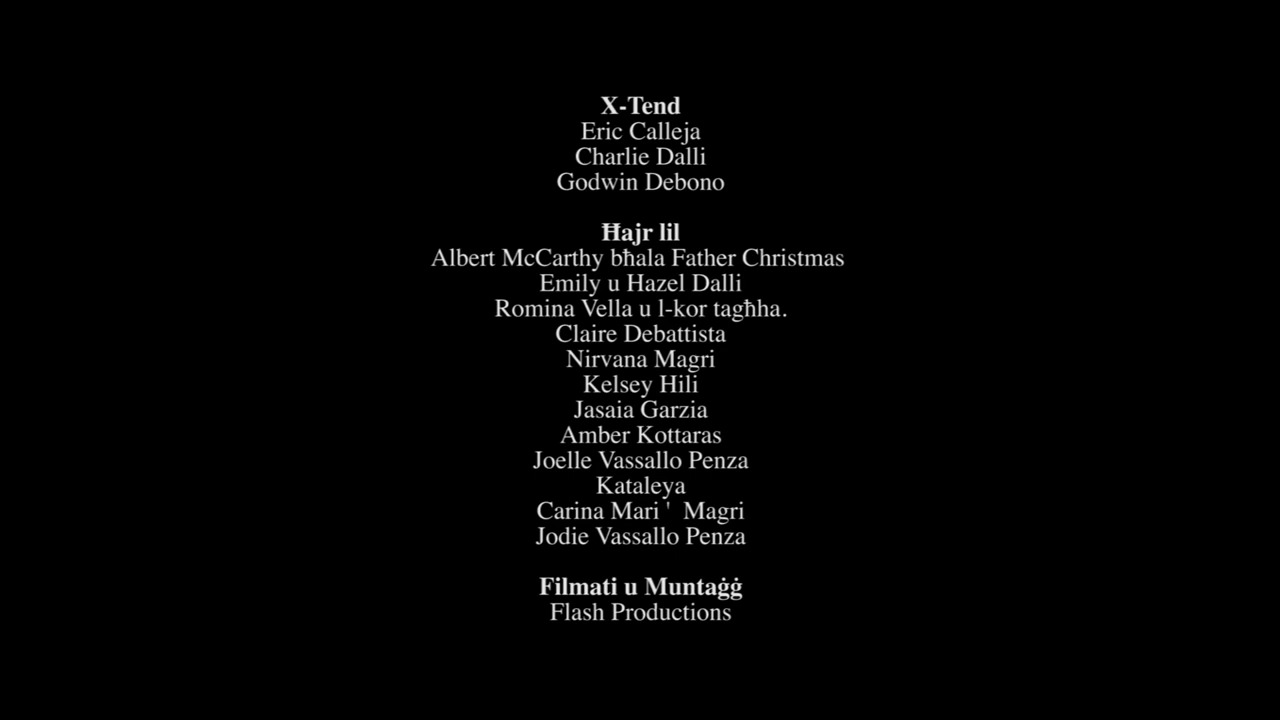 X-Tend
Eric Calleja
Charlie Dalli
Godwin Debono
Ħajr lil
Albert McCarthy bħala Father Christmas
Emily u Hazel Dalli
Romina Vella u l-kor tagħha.
Claire Debattista
Nirvana Magri
Kelsey Hili
Jasaia Garzia
Amber Kottaras
Joelle Vassallo Penza
Kataleya
Carina Mari '  Magri
Jodie Vassallo Penza
Filmati u Muntaġġ
Flash Productions